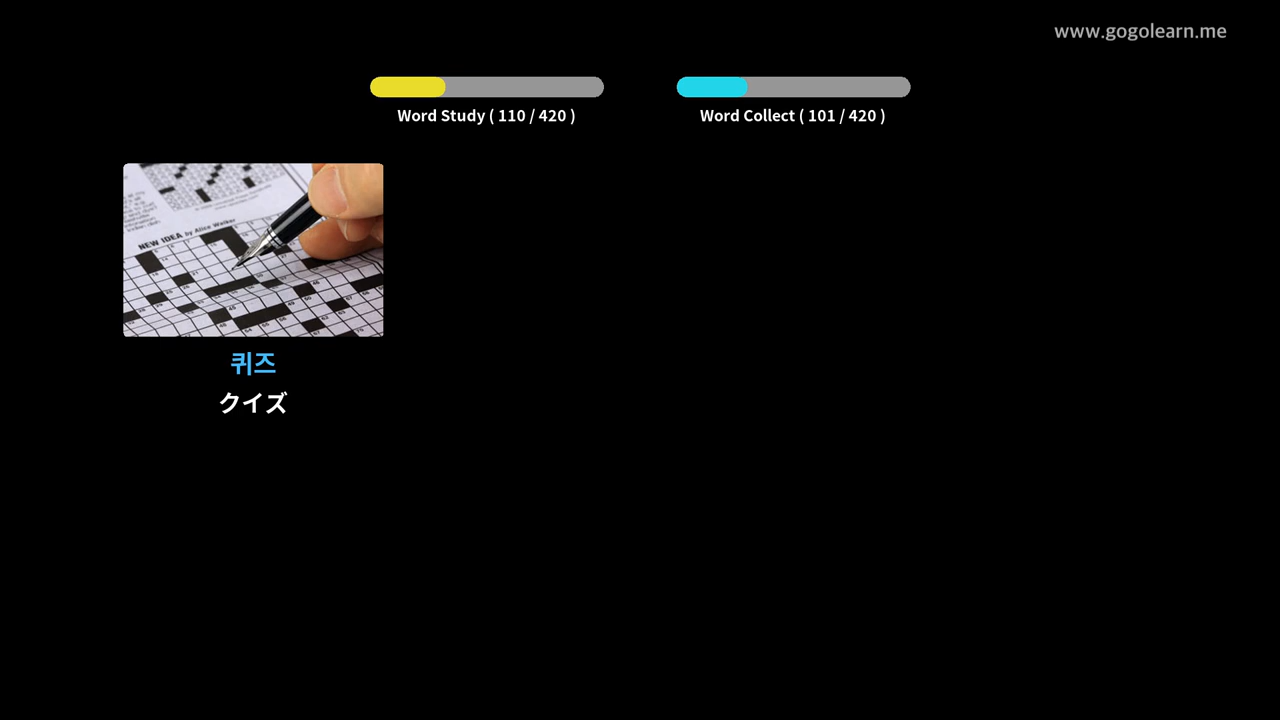 www.gogolearn.me
Word Study ( 110 / 420 )
Word Collect ( 101 / 420 )
NEW IDEA by Alice Walker
퀴즈
クイズ